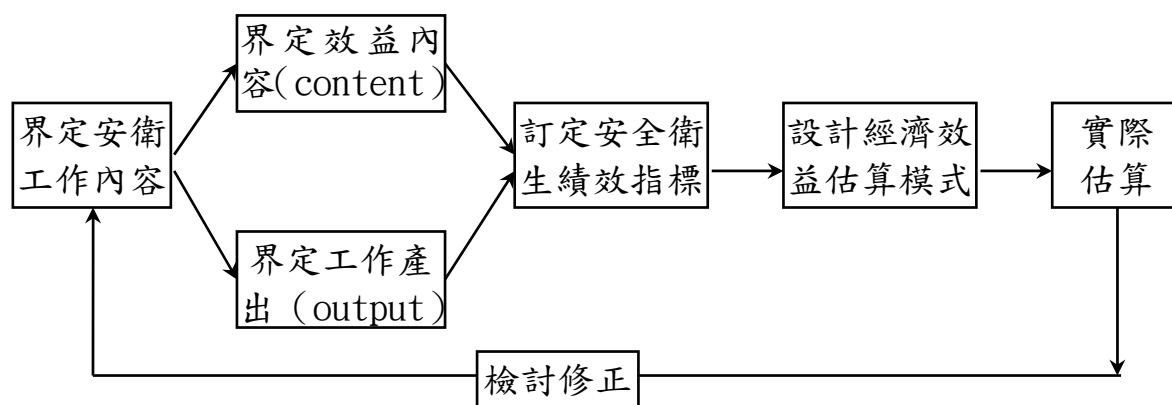 界定安衛
工作內容
界定效益內
容(content)
界定工作產
出（output)
訂定安全衛
生績效指標
設計經濟效
益估算模式
實際
估算
檢討修正